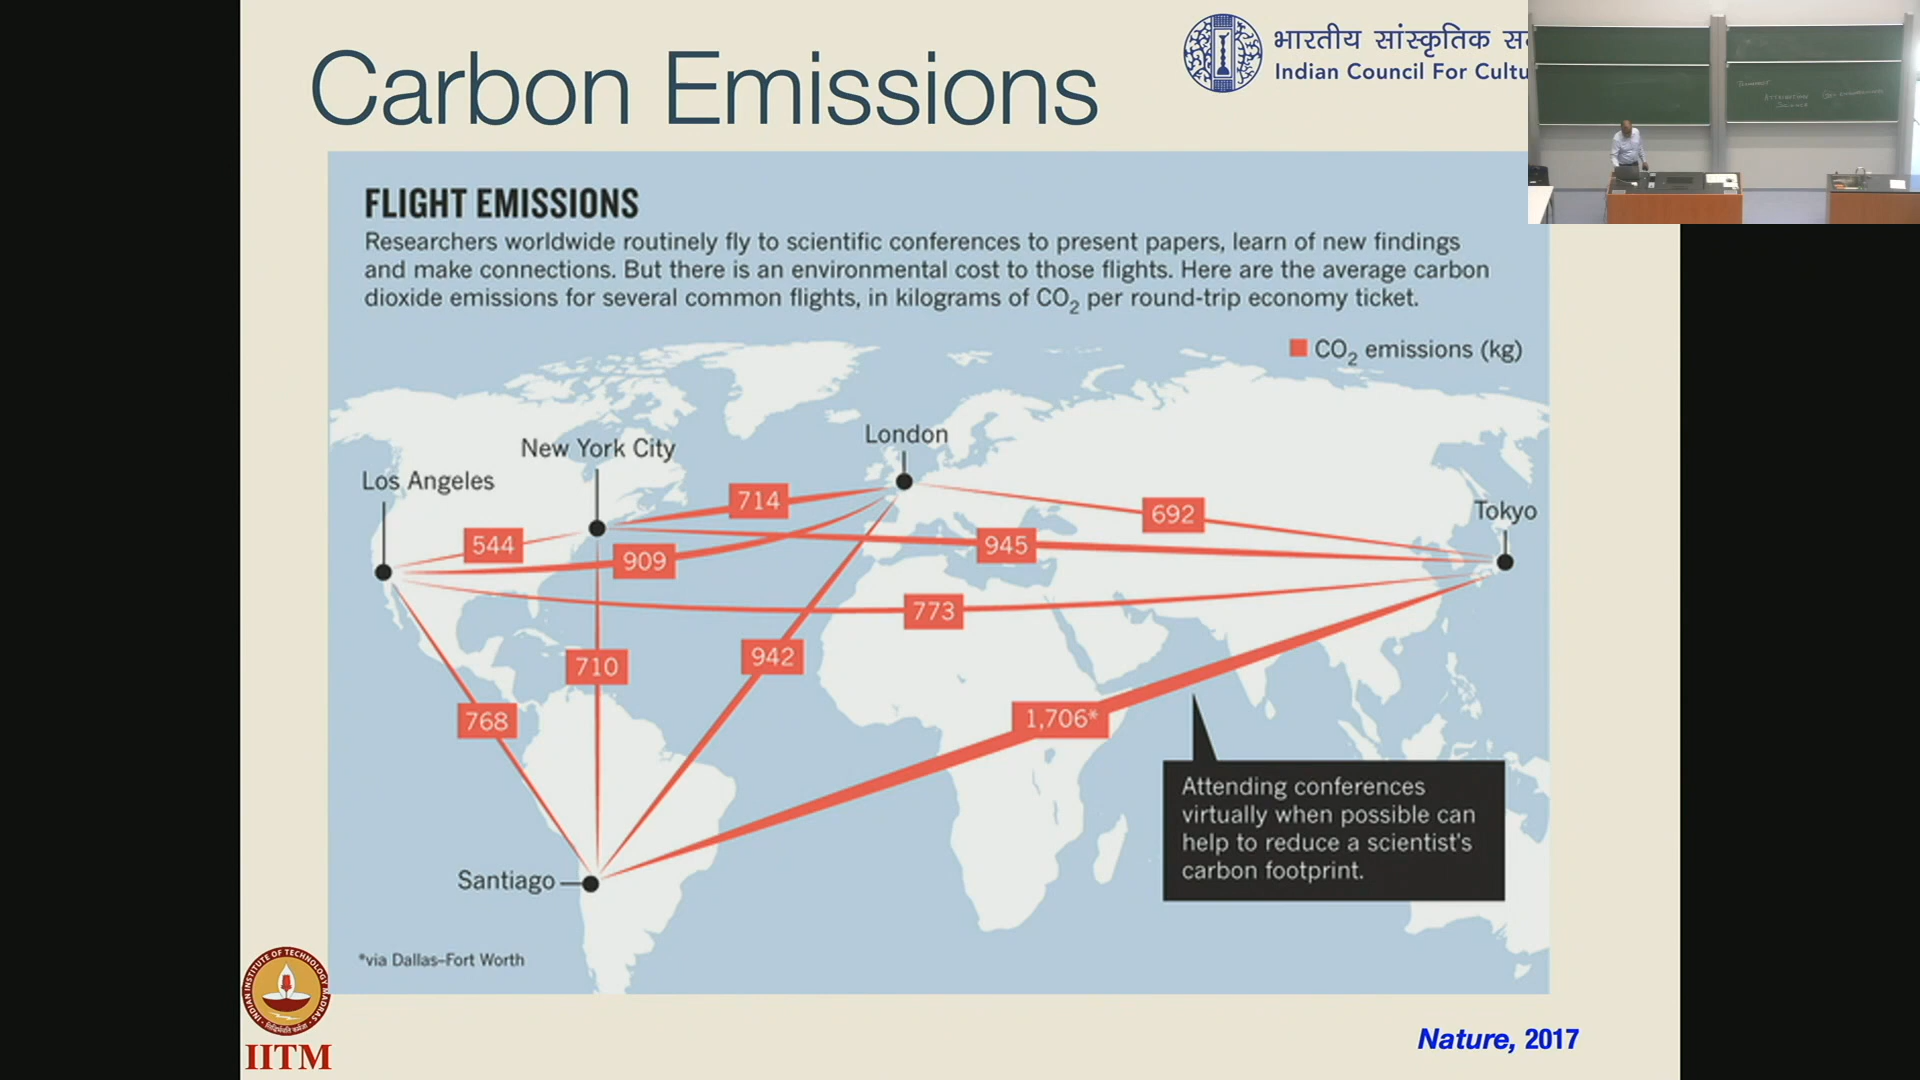 Carbon Emissions
भारतीय सांस्कृतिक
Indian Council For
FLIGHT EMISSIONS
Researchers worldwide routinely fly to scientific conferences to present papers, learn of new findings
and make connections. But there is an environmental cost to those flights. Here are the average carbon
dioxide emissions for several common flights, in kilograms of CO₂ per round-trip economy ticket.
CO₂ emissions (kg)
London
New York City
Los Angeles
Tokyo
714
692
544
909
945
773
942
710
768
1,706*
Attending conferences
virtually when possible can
help to reduce a scientist's
carbon footprint.
Santiago
*via Dallas–Fort Worth
INDIAN INSTITUTE OF TECHNOLOGY MADRAS
IITM
Nature, 2017